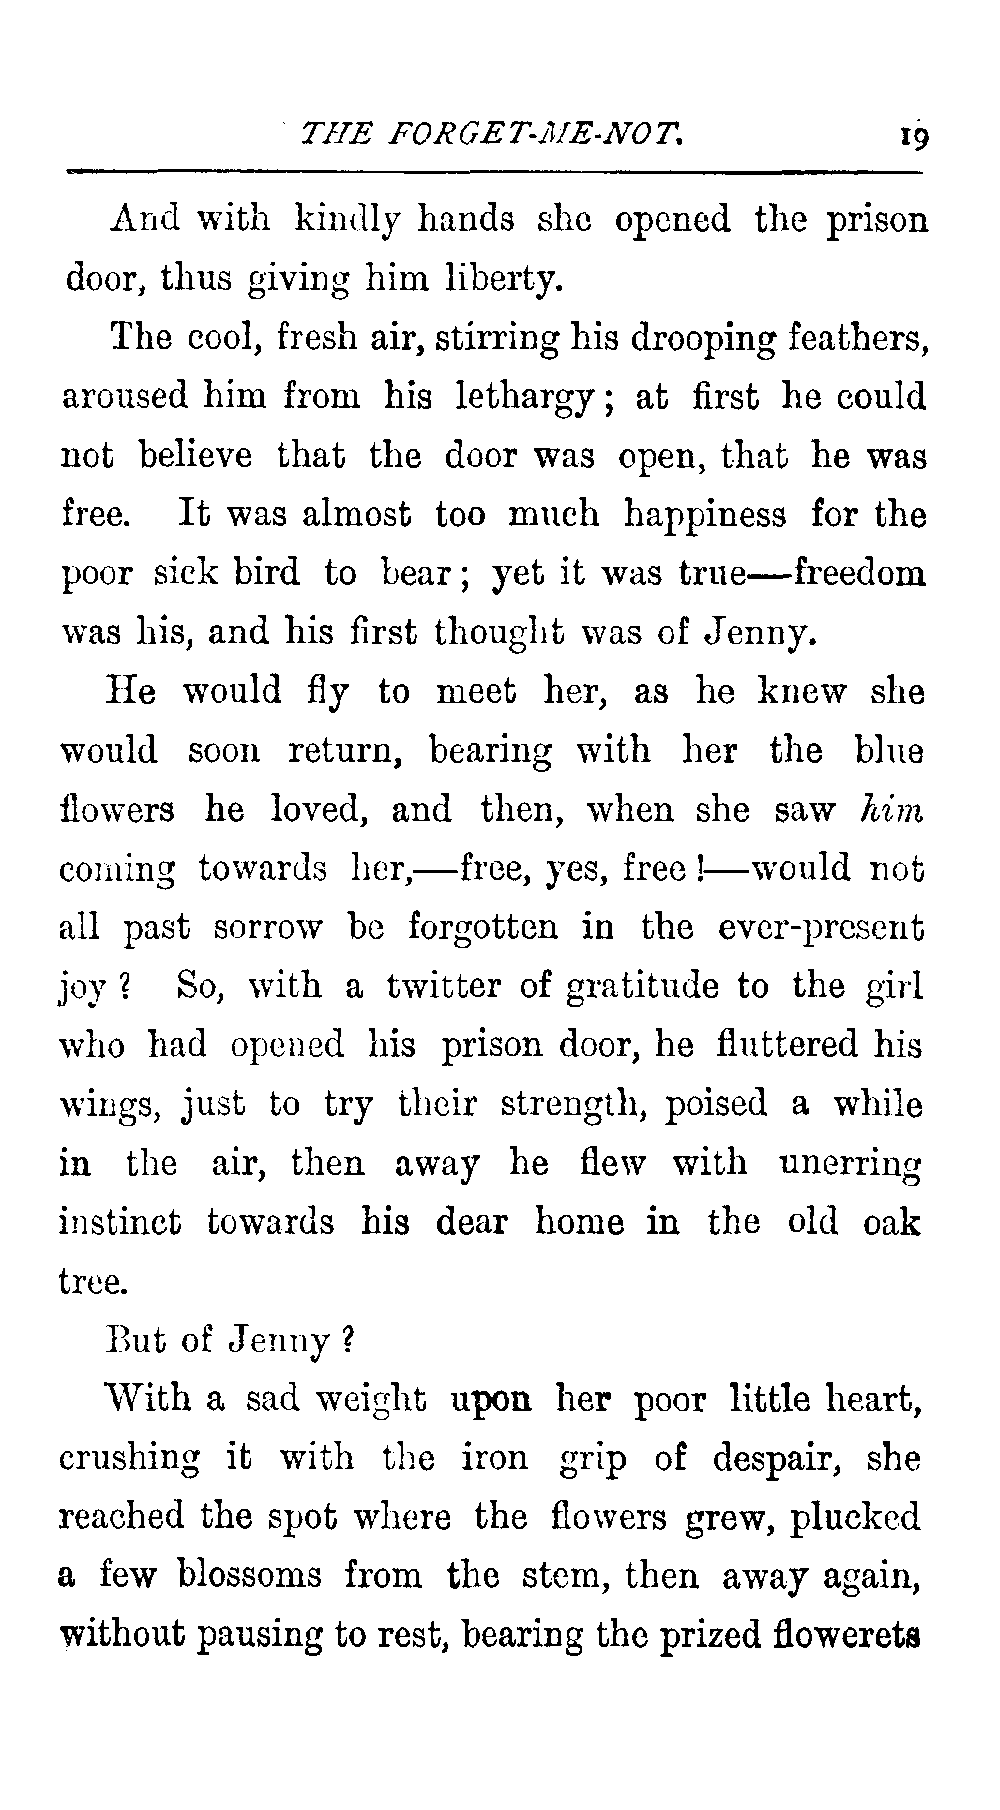 THE FORGET-ME-NOT. 19
And with kindly hands she opened the prison
door, thus giving him liberty.
The cool, fresh air, stirring his drooping feathers,
aroused him from his lethargy; at first he could
not believe that the door was open, that he was
free. It was almost too much happiness for the
poor sick bird to bear; yet it was true—freedom
was his, and his first thought was of Jenny.
He would fly to meet her, as he knew she
would soon return, bearing with her the blue
flowers he loved, and then, when she saw him
coming towards her,—free, yes, free!—would not
all past sorrow be forgotten in the ever-present
joy? So, with a twitter of gratitude to the girl
who had opened his prison door, he fluttered his
wings, just to try their strength, poised a while
in the air, then away he flew with unerring
instinct towards his dear home in the old oak
tree.
But of Jenny?
With a sad weight upon her poor little heart,
crushing it with the iron grip of despair, she
reached the spot where the flowers grew, plucked
a few blossoms from the stem, then away again,
without pausing to rest, bearing the prized flowerets